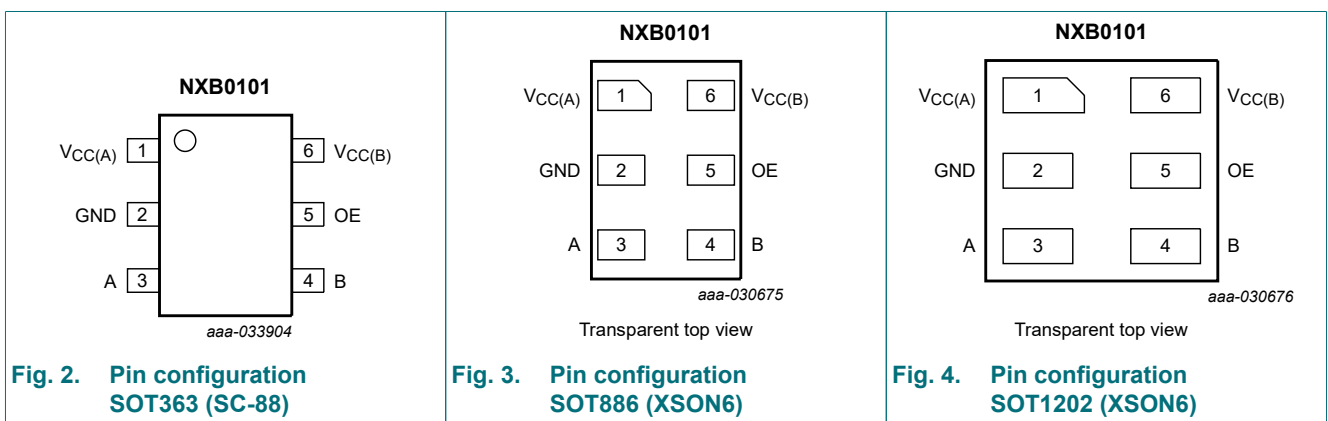 NXB0101
VCC(A) 1 6 VCC(B)
GND 2 5 OE
A 3 4 B
aaa-033904
Fig. 2. Pin configuration
SOT363 (SC-88)
NXB0101
VCC(A) 1 6 VCC(B)
GND 2 5 OE
A 3 4 B
aaa-030675
Transparent top view
Fig. 3. Pin configuration
SOT886 (XSON6)
NXB0101
VCC(A) 1 6 VCC(B)
GND 2 5 OE
A 3 4 B
aaa-030676
Transparent top view
Fig. 4. Pin configuration
SOT1202 (XSON6)